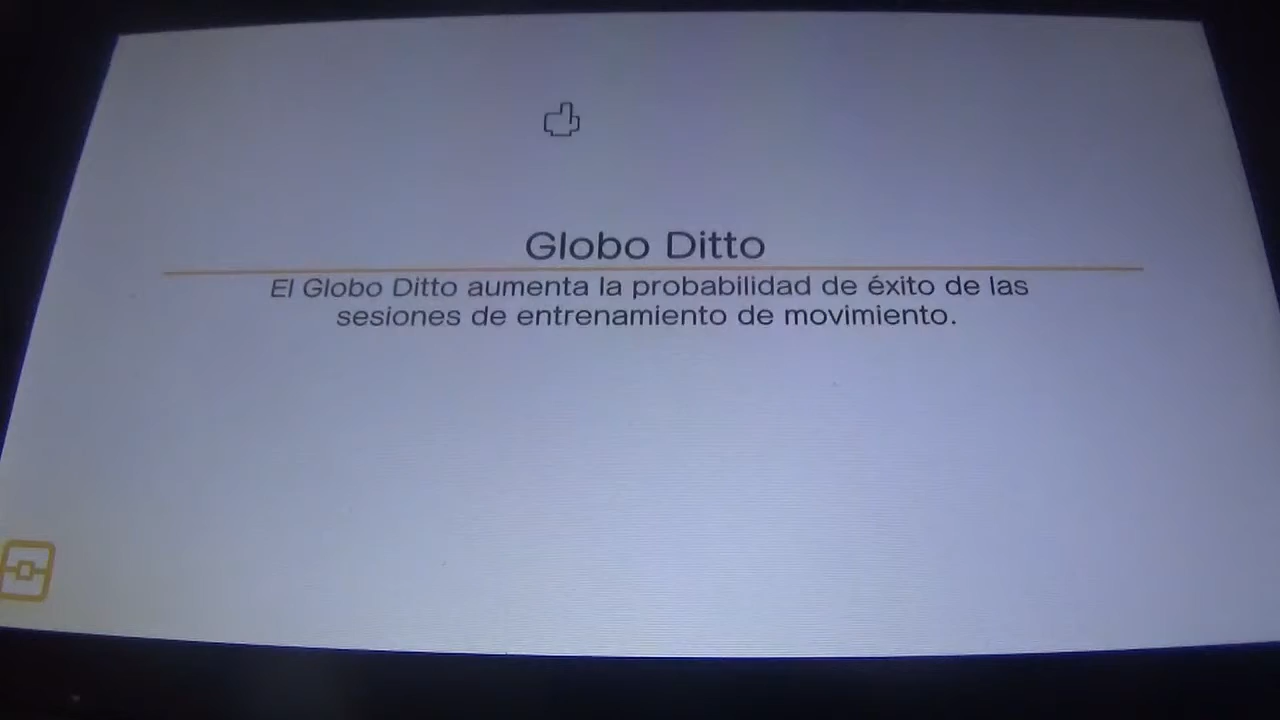 Globo Ditto
El Globo Ditto aumenta la probabilidad de éxito de las
sesiones de entrenamiento de movimiento.